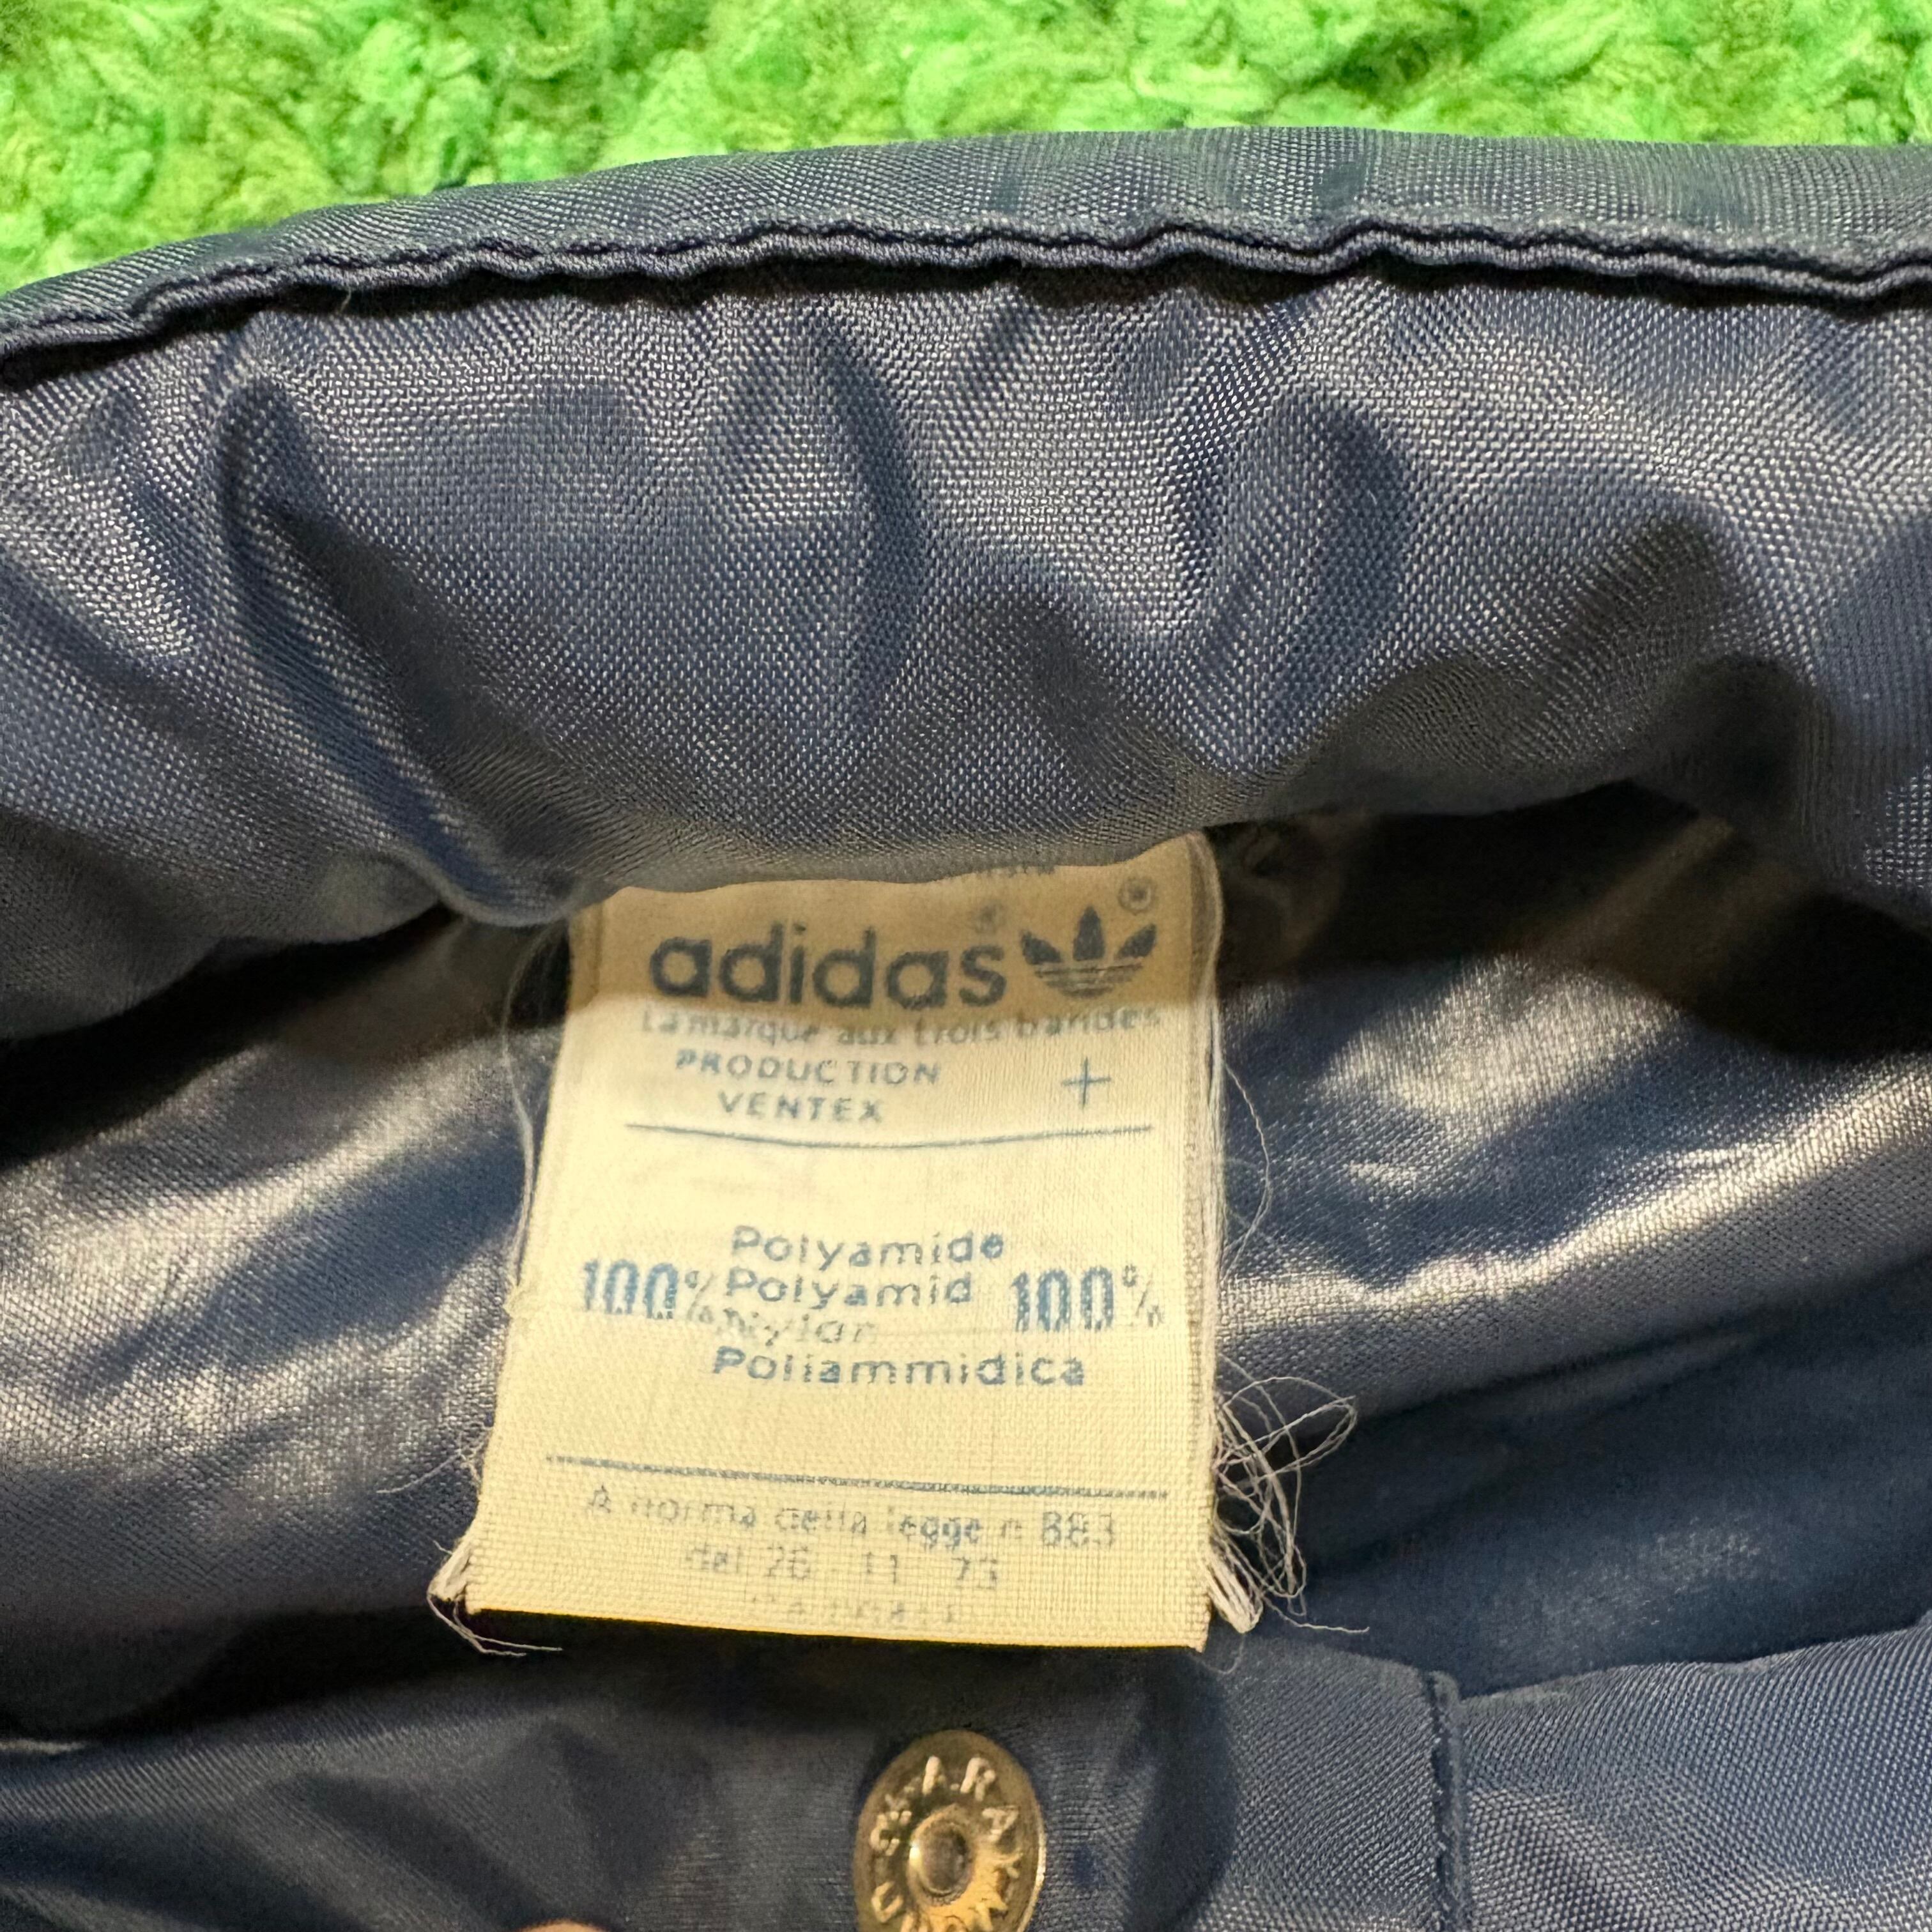 adidas ®
®
La marque aux trois bandes
PRODUCTION
VENTEX
+
Polyamide
100% Polyamid 100%
Nylon
Poliammidica
A norma della legge n 883
dal 26 - 11 - 73